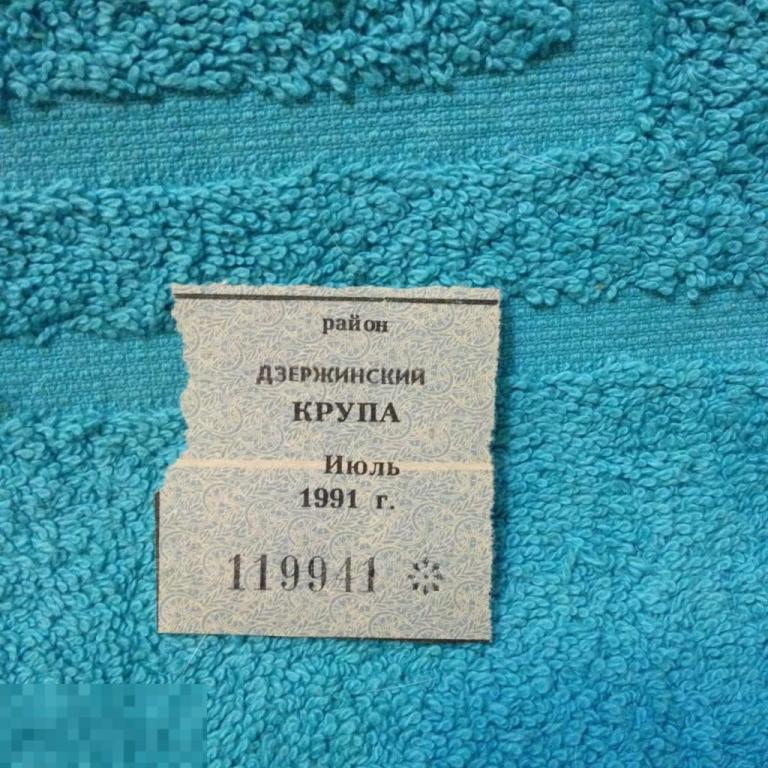 район
ДЗЕРЖИНСКИЙ
КРУПА
Июль
1991 г.
119941